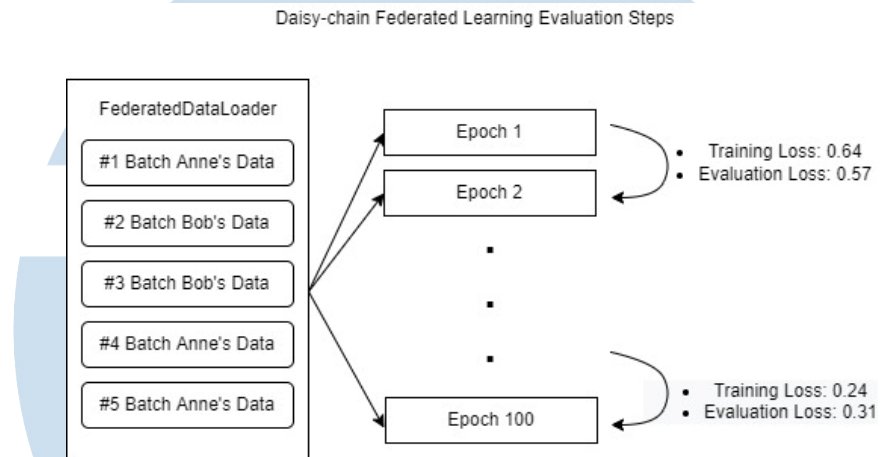 Daisy-chain Federated Learning Evaluation Steps
FederatedDataLoader
#1 Batch Anne's Data
#2 Batch Bob's Data
#3 Batch Bob's Data
#4 Batch Anne's Data
#5 Batch Anne's Data
Epoch 1
Epoch 2
Epoch 100
• Training Loss: 0.64
• Evaluation Loss: 0.57
• Training Loss: 0.24
• Evaluation Loss: 0.31